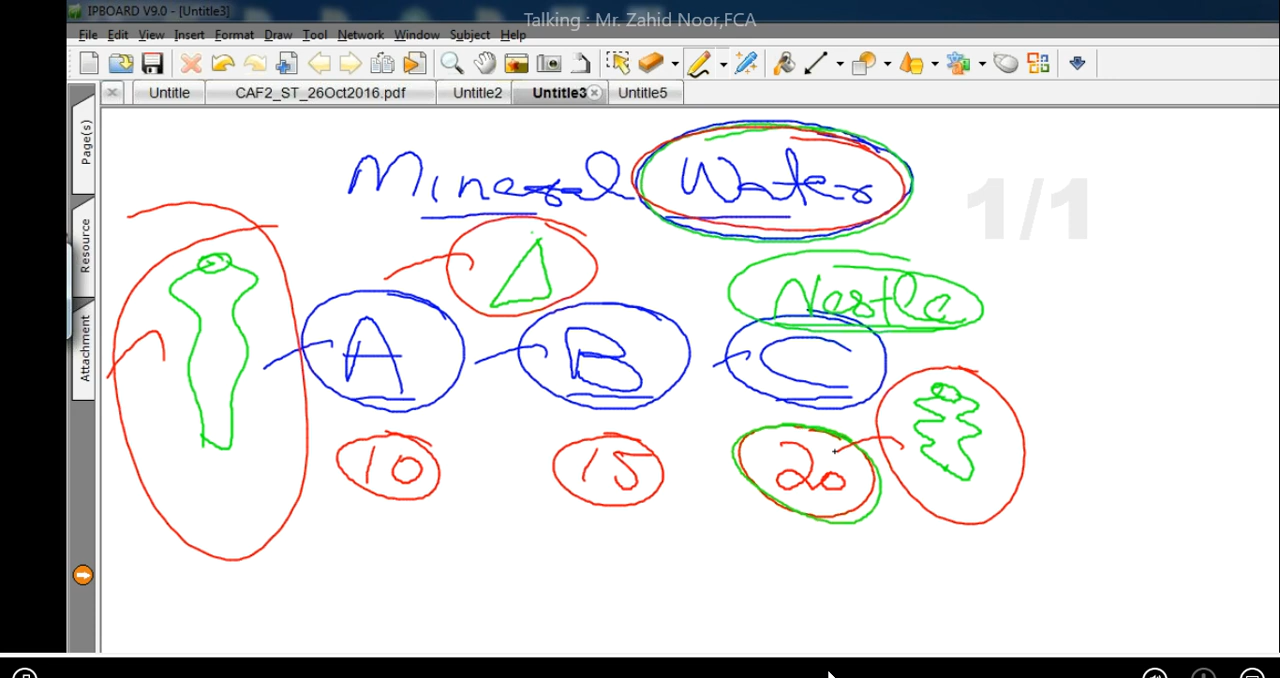 IPBOARD V9.0 - [Untitle3]
Talking : Mr. Zahid Noor,FCA
File Edit View Insert Format Draw Tool Network Window Subject Help
Untitle CAF2_ST_26Oct2016.pdf Untitle2 Untitle3 Untitle5
Page(s)
Resource
Attachment
1/1
Mineral Water
Nestle
A B C
10 15 20